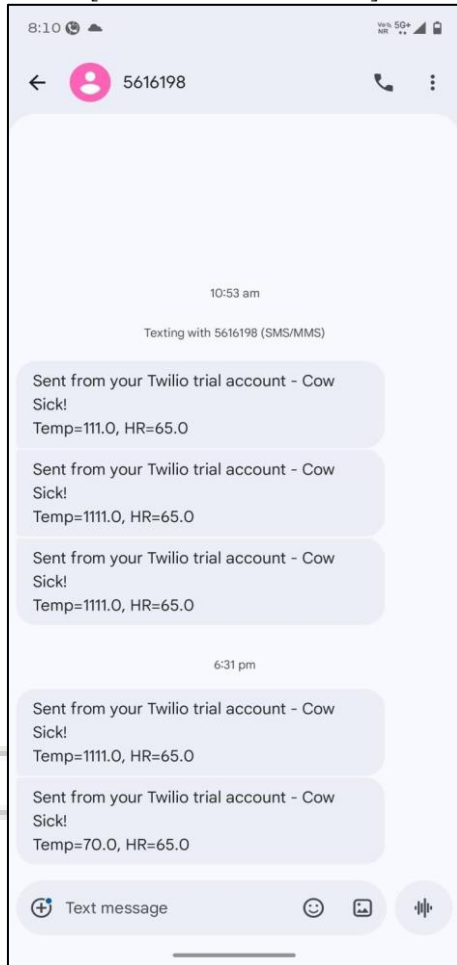 8:10
VoWiFi NR 5G+
5616198
10:53 am
Texting with 5616198 (SMS/MMS)
Sent from your Twilio trial account - Cow
Sick!
Temp=111.0, HR=65.0
Sent from your Twilio trial account - Cow
Sick!
Temp=1111.0, HR=65.0
Sent from your Twilio trial account - Cow
Sick!
Temp=1111.0, HR=65.0
6:31 pm
Sent from your Twilio trial account - Cow
Sick!
Temp=1111.0, HR=65.0
Sent from your Twilio trial account - Cow
Sick!
Temp=70.0, HR=65.0
Text message